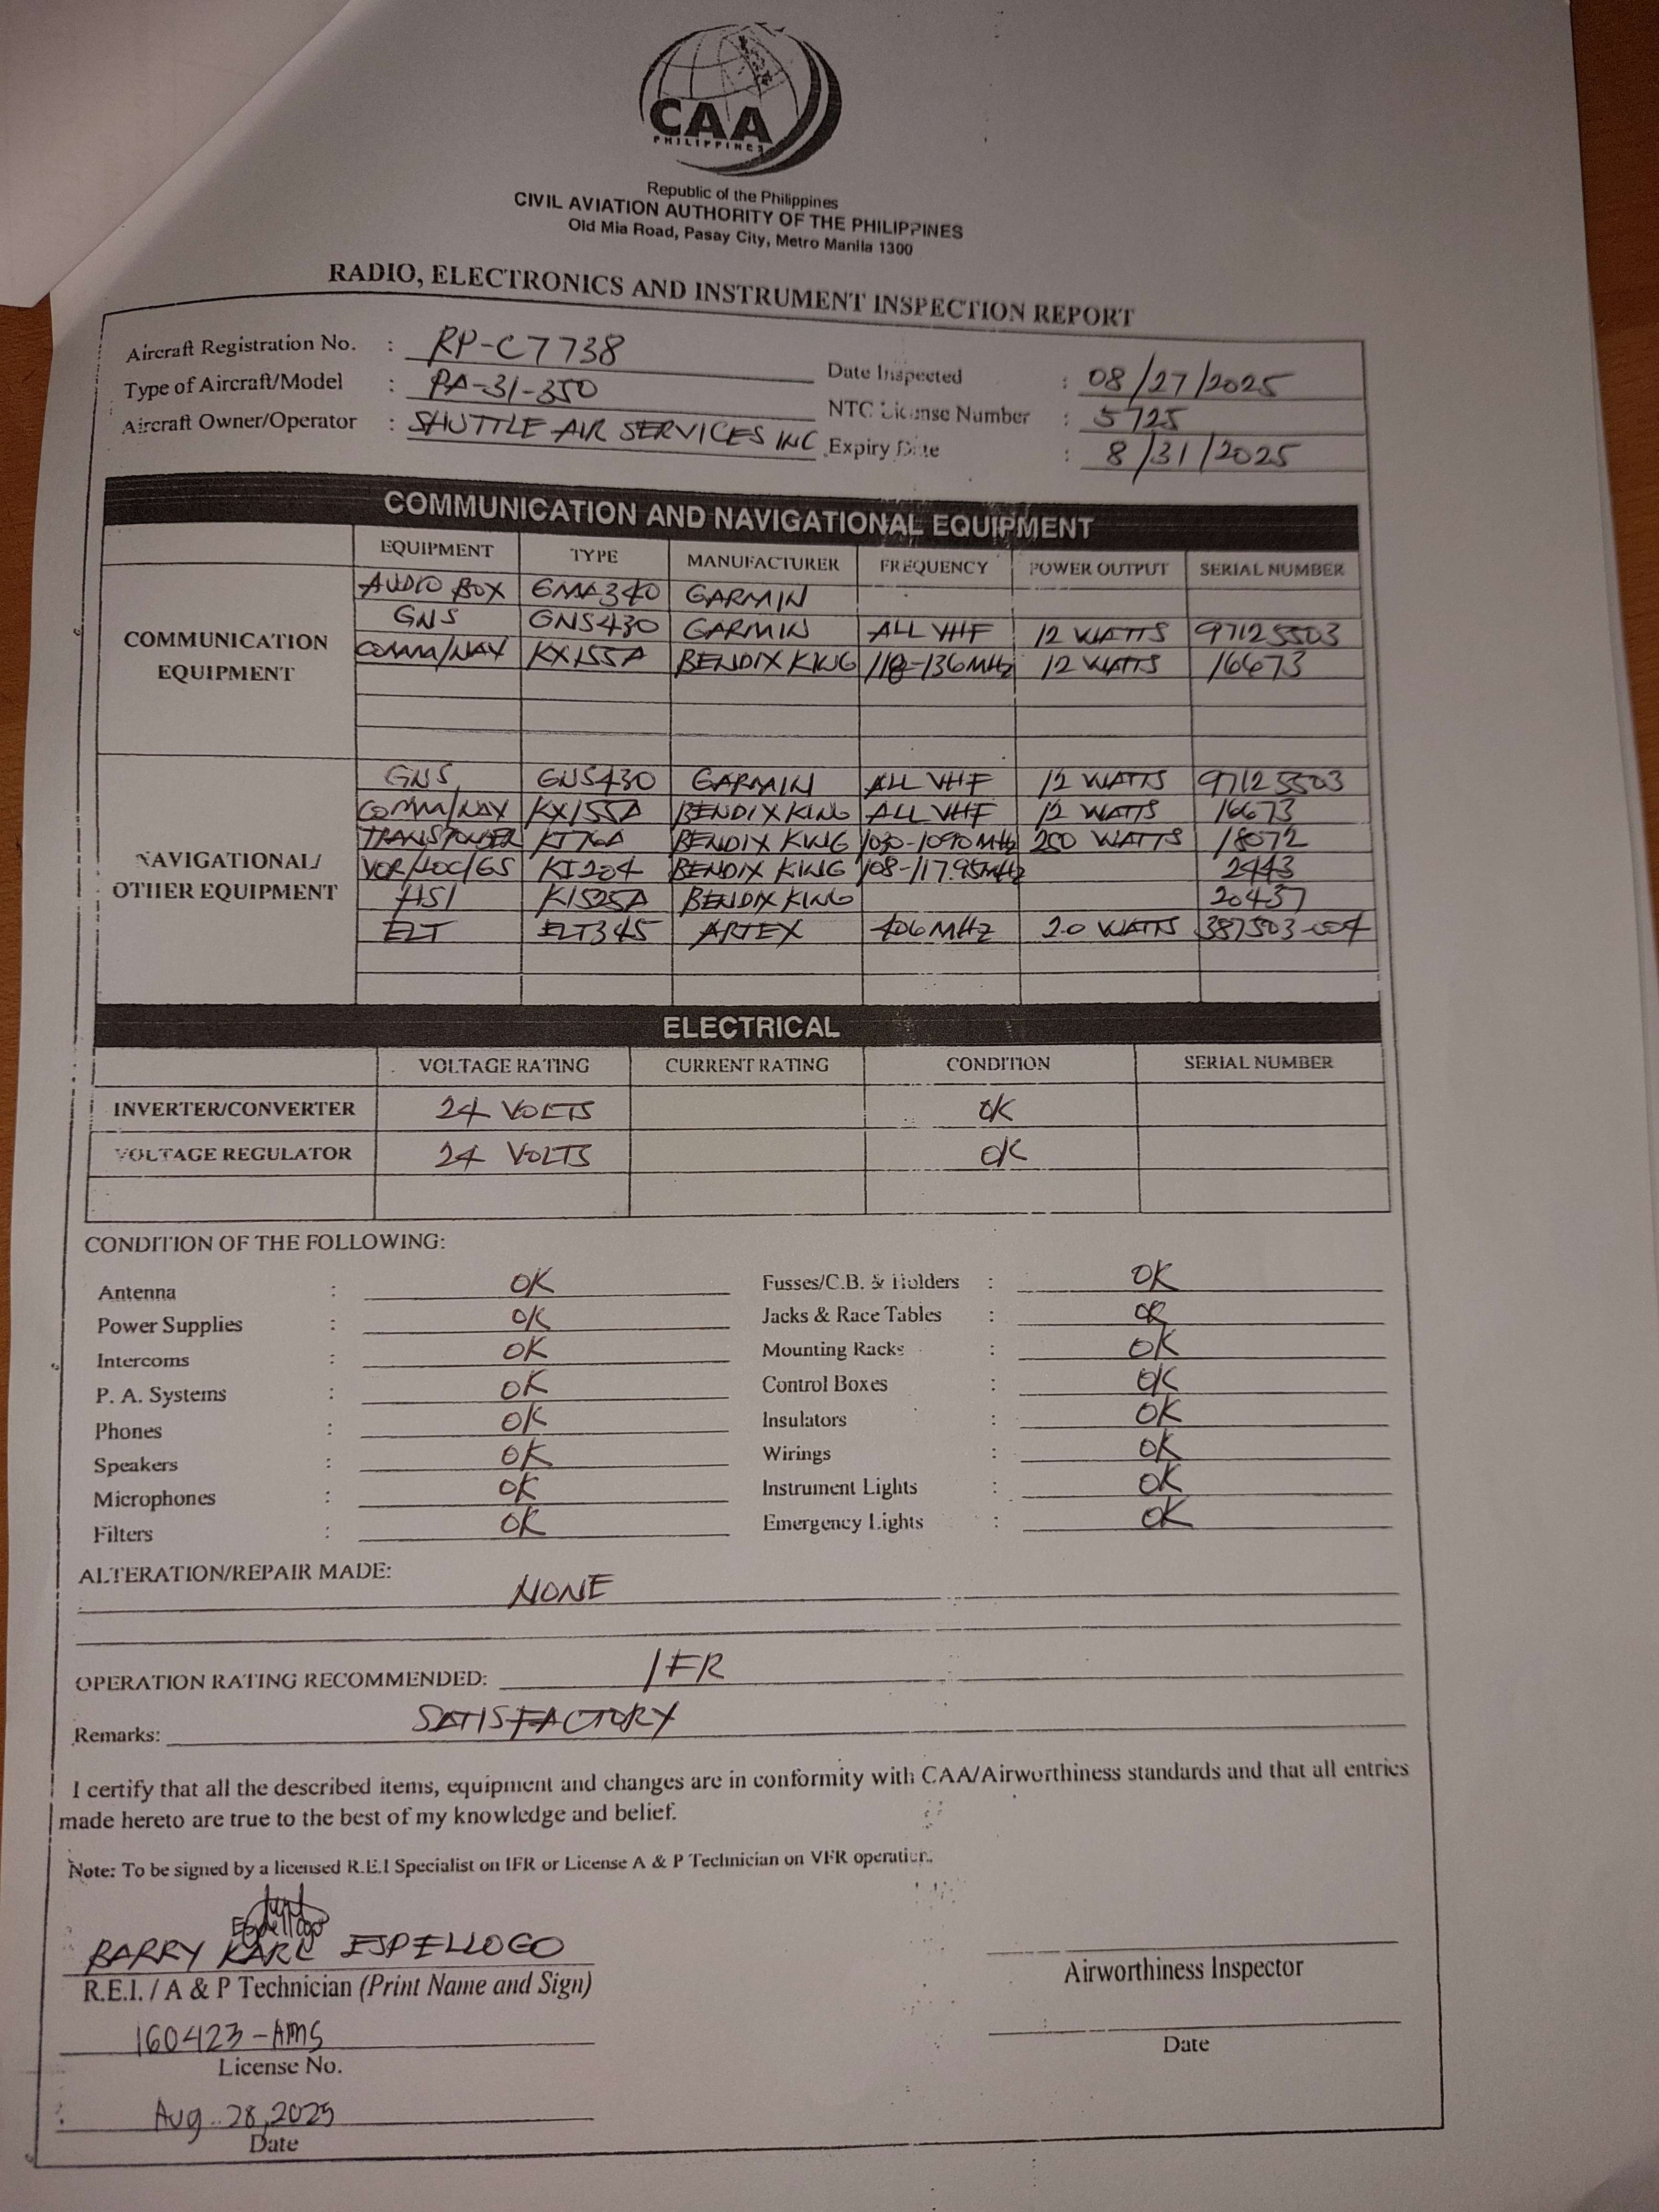 CAA
PHILIPPINES
Republic of the Philippines
CIVIL AVIATION AUTHORITY OF THE PHILIPPINES
Old Mia Road, Pasay City, Metro Manila 1300
RADIO, ELECTRONICS AND INSTRUMENT INSPECTION REPORT
Aircraft Registration No. : RP-C7738
Type of Aircraft/Model : PA-31-350
Aircraft Owner/Operator : SHUTTLE AIR SERVICES INC
Date Inspected : 08/27/2025
NTC License Number : 5725
Expiry Date : 8/31/2025
COMMUNICATION AND NAVIGATIONAL EQUIPMENT
EQUIPMENT TYPE MANUFACTURER FREQUENCY POWER OUTPUT SERIAL NUMBER
COMMUNICATION EQUIPMENT
AUDIO BOX GMA340 GARMIN
GNS GNS430 GARMIN ALL VHF 12 WATTS 97125503
COMM/NAV KX155A BENDIX KING 118-136MHz 12 WATTS 16673
NAVIGATIONAL/
OTHER EQUIPMENT
GNS GNS430 GARMIN ALL VHF 12 WATTS 97125503
COMM/NAV KX155A BENDIX KING ALL VHF 12 WATTS 16673
TRANSPONDER KT76A BENDIX KING 1030-1090MHz 250 WATTS 18072
VOR/LOC/GS KI204 BENDIX KING 108-117.95MHz 2443
HSI KI525A BENDIX KING 20437
ELT ELT345 ARTEX 406MHz 20 WATTS 387503-004
ELECTRICAL
VOLTAGE RATING CURRENT RATING CONDITION SERIAL NUMBER
INVERTER/CONVERTER 24 VOLTS OK
VOLTAGE REGULATOR 24 VOLTS OK
CONDITION OF THE FOLLOWING:
Antenna : OK
Power Supplies : OK
Intercoms : OK
P. A. Systems : OK
Phones : OK
Speakers : OK
Microphones : OK
Filters : OK
Fusses/C.B. & Holders : OK
Jacks & Race Tables : OK
Mounting Racks : OK
Control Boxes : OK
Insulators : OK
Wirings : OK
Instrument Lights : OK
Emergency Lights : OK
ALTERATION/REPAIR MADE:
NONE
OPERATION RATING RECOMMENDED: IFR
Remarks: SATISFACTORY
I certify that all the described items, equipment and changes are in conformity with CAA/Airworthiness standards and that all entries
made hereto are true to the best of my knowledge and belief.
Note: To be signed by a licensed R.E.I Specialist on IFR or License A & P Technician on VFR operation.
BARRY KARL ESPELLOGO
R.E.I. / A & P Technician (Print Name and Sign)
160423-AMS
License No.
Aug. 28, 2025
Date
Airworthiness Inspector
Date